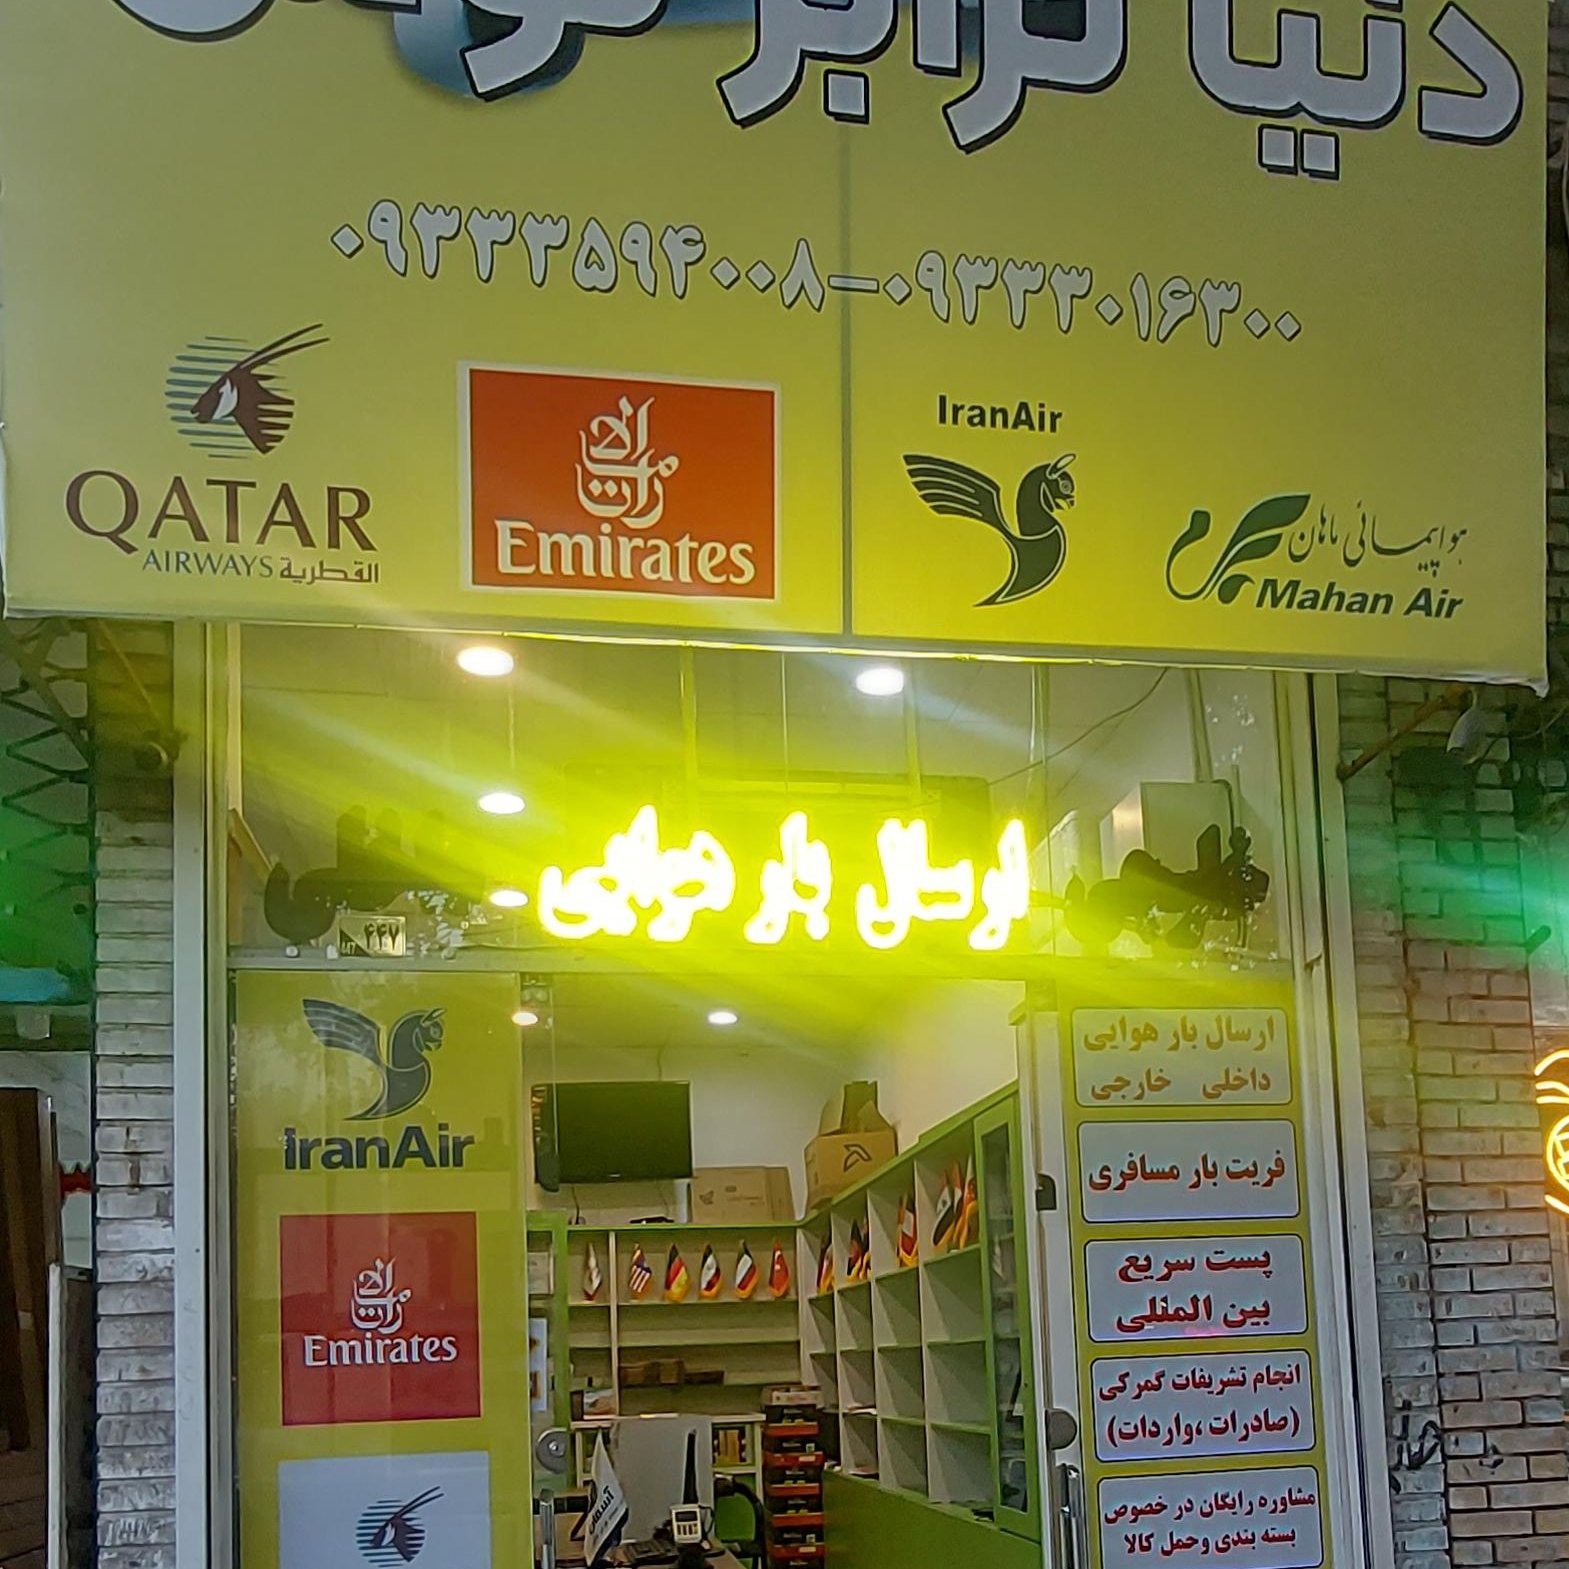 دنیا ترابر
۰۹۳۳۳۵۹۴۰۰۸-۰۹۳۳۳۰۱۶۳۰۰
QATAR
AIRWAYS القطرية
الإمارات
Emirates
IranAir
هواپیمائی ماهان
Mahan Air
ارسال بار هوایی
۴۴۷
IranAir
الإمارات
Emirates
ارسال بار هوایی
داخلی خارجی
فریت بار مسافری
پست سریع
بین المللی
انجام تشریفات گمرکی
(صادرات ،واردات)
مشاوره رایگان در خصوص
بسته بندی وحمل کالا